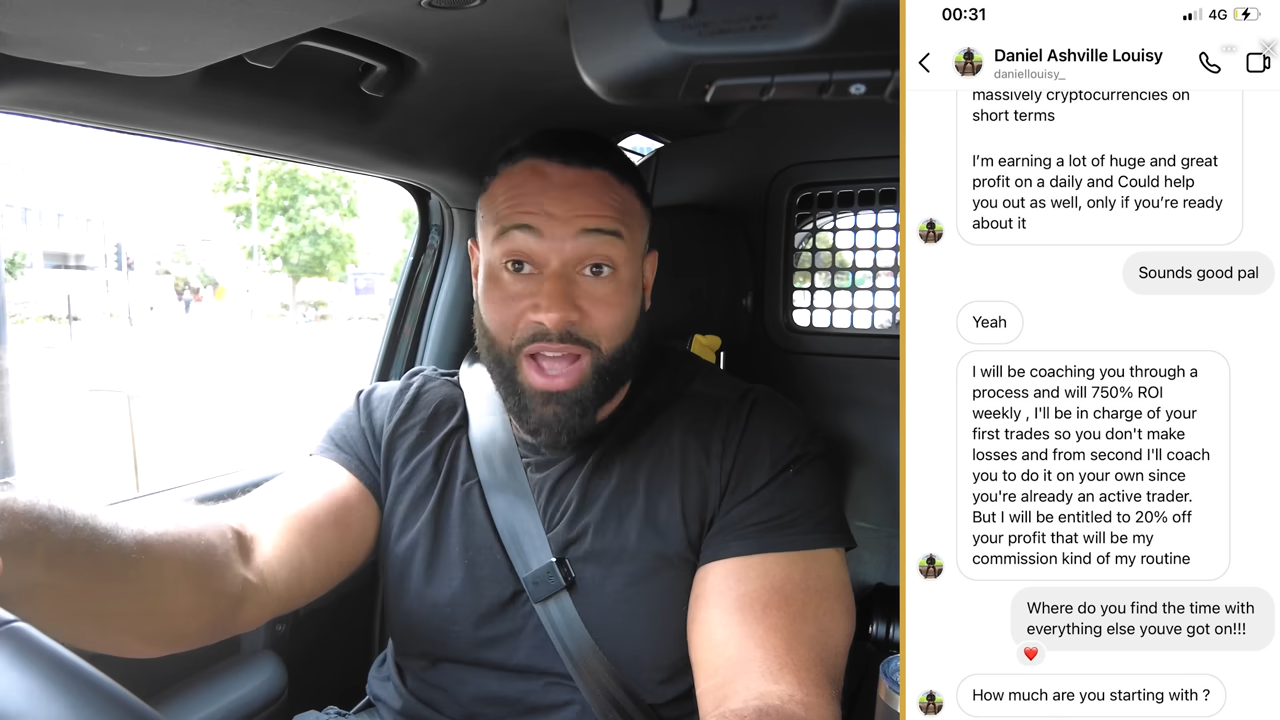 00:31
4G
Daniel Ashville Louisy
daniellouisy_
massively cryptocurrencies on
short terms
I'm earning a lot of huge and great
profit on a daily and Could help
you out as well, only if you're ready
about it
Sounds good pal
Yeah
I will be coaching you through a
process and will 750% ROI
weekly , I'll be in charge of your
first trades so you don't make
losses and from second I'll coach
you to do it on your own since
you're already an active trader.
But I will be entitled to 20% off
your profit that will be my
commission kind of my routine
Where do you find the time with
everything else youve got on!!!
How much are you starting with ?